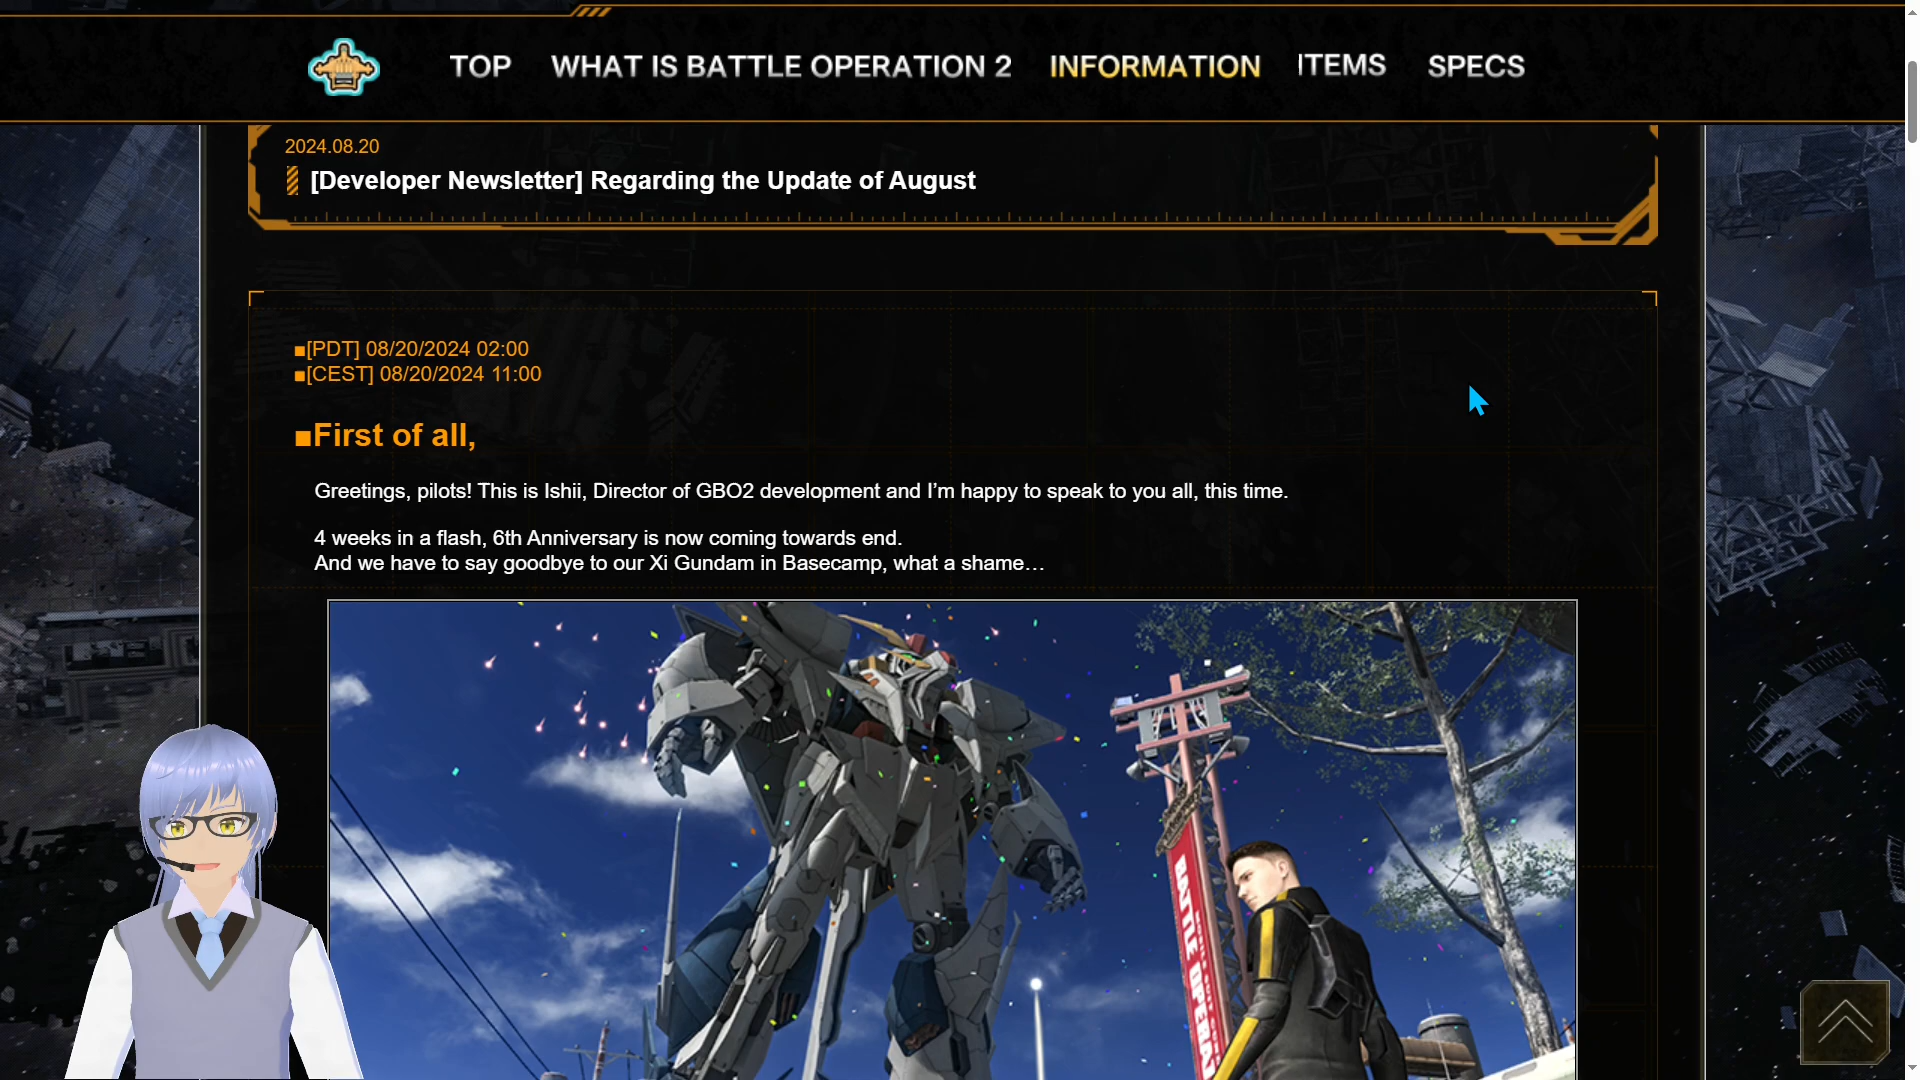 TOP WHAT IS BATTLE OPERATION 2 INFORMATION ITEMS SPECS
2024.08.20
[Developer Newsletter] Regarding the Update of August
■[PDT] 08/20/2024 02:00
■[CEST] 08/20/2024 11:00
■First of all,
Greetings, pilots! This is Ishii, Director of GBO2 development and I’m happy to speak to you all, this time.
4 weeks in a flash, 6th Anniversary is now coming towards end.
And we have to say goodbye to our Xi Gundam in Basecamp, what a shame…
BATTLE OPERAT